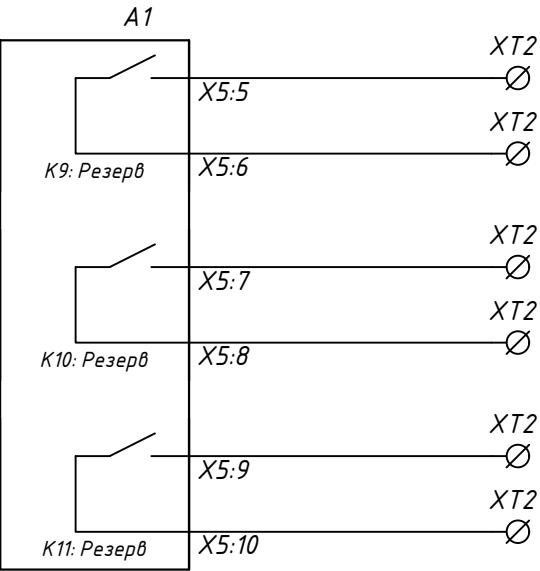 A1
XT2
X5:5
XT2
K9: Резерв
X5:6
XT2
X5:7
XT2
K10: Резерв
X5:8
XT2
X5:9
XT2
K11: Резерв
X5:10